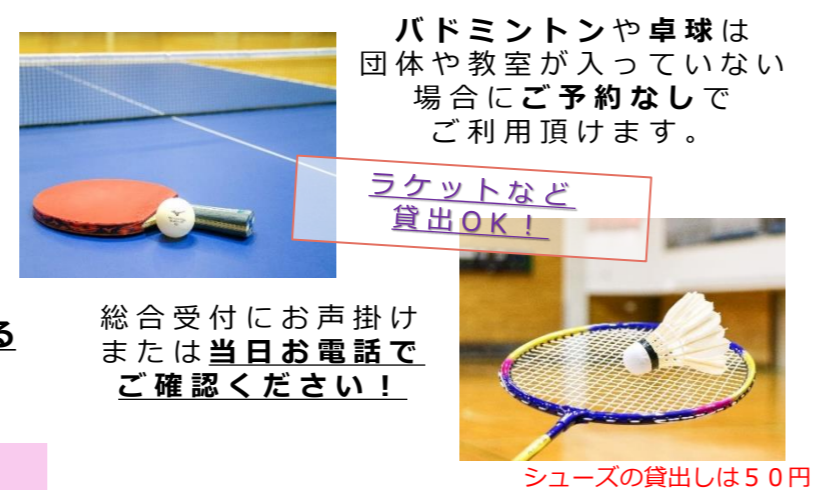 バドミントンや卓球は
団体や教室が入っていない
場合にご予約なしで
ご利用頂けます。
ラケットなど
貸出OK！
る
総合受付にお声掛け
または当日お電話で
ご確認ください！
シューズの貸出しは５０円